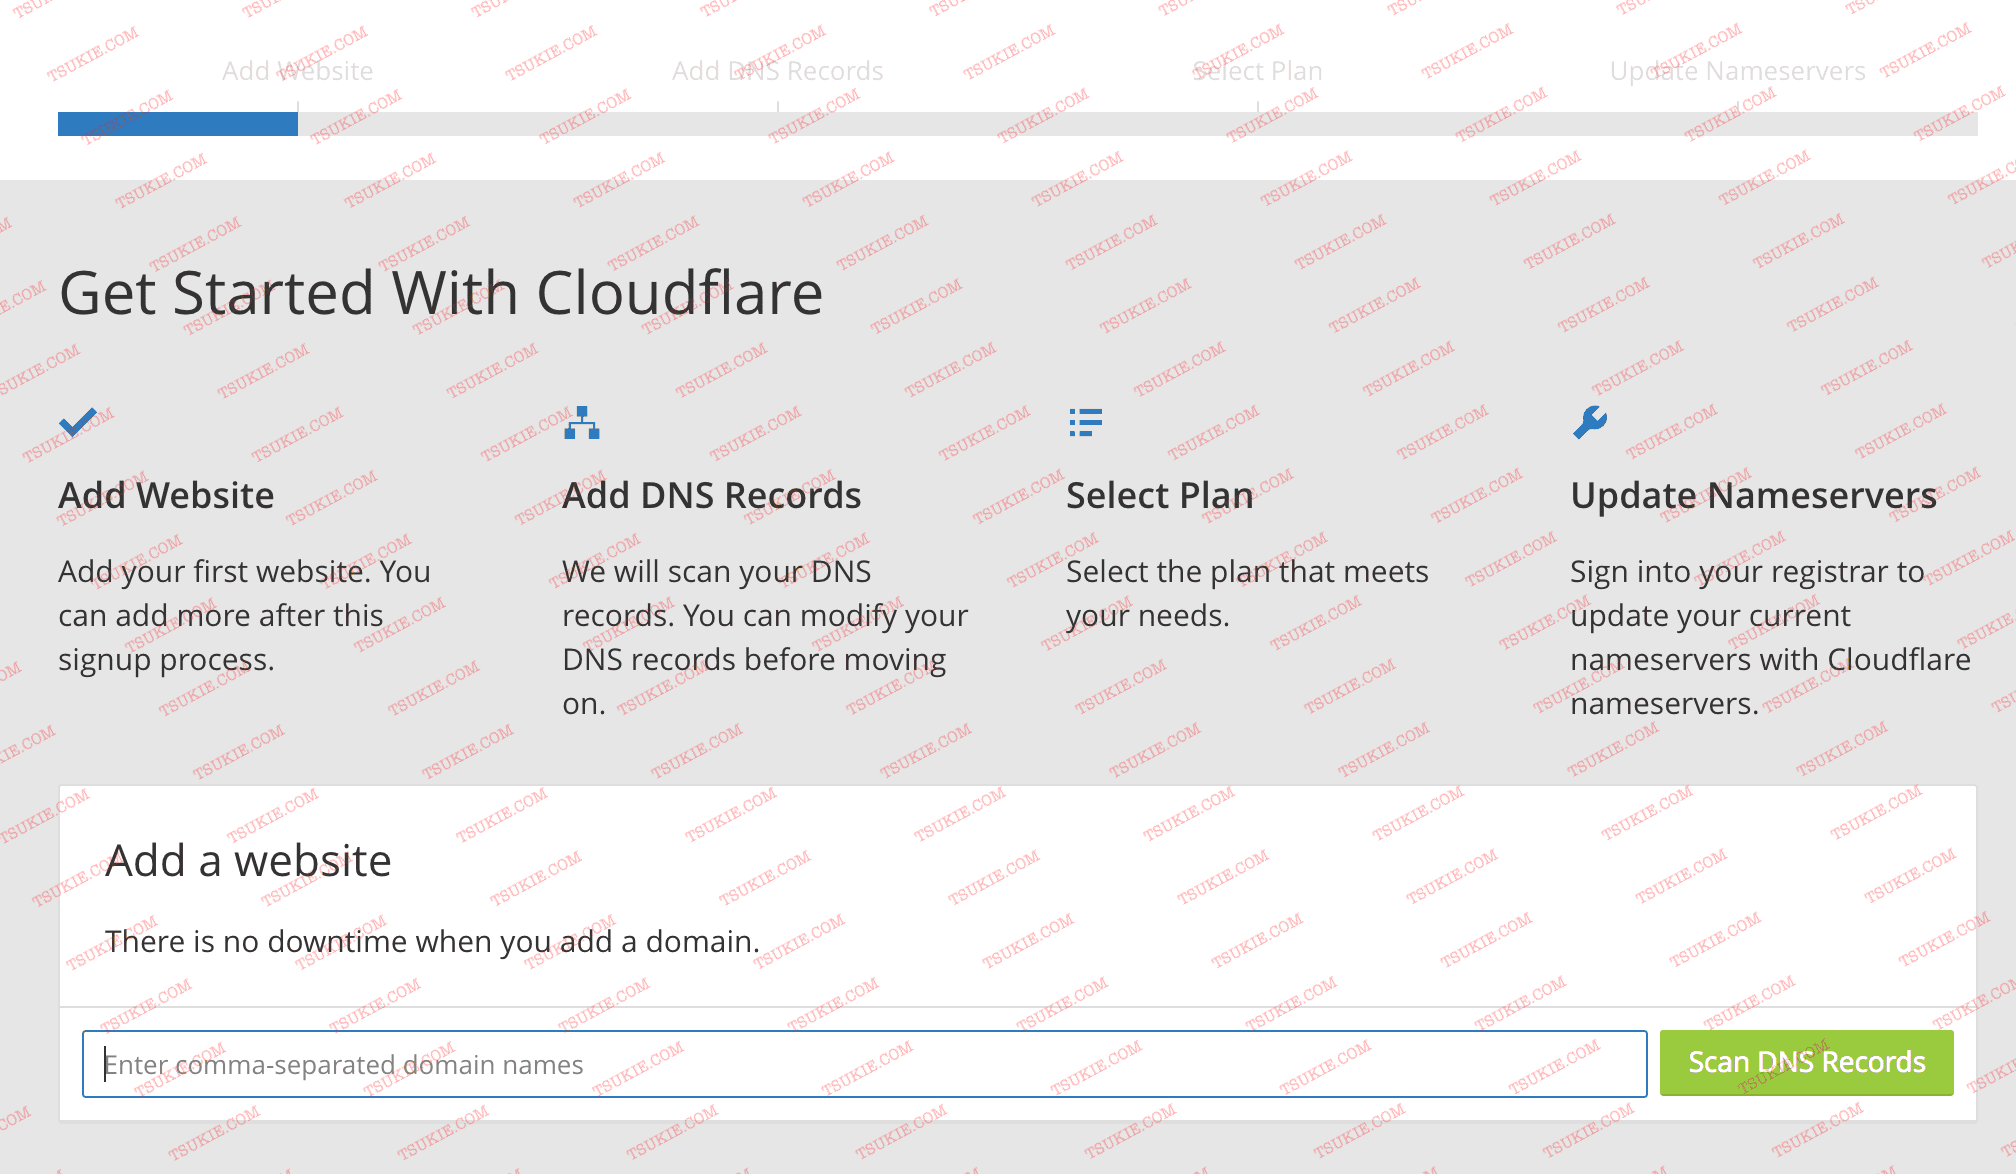 Add Website
Add DNS Records
Select Plan
Update Nameservers
Get Started With Cloudflare
Add Website
Add your first website. You
can add more after this
signup process.
Add DNS Records
We will scan your DNS
records. You can modify your
DNS records before moving
on.
Select Plan
Select the plan that meets
your needs.
Update Nameservers
Sign into your registrar to
update your current
nameservers with Cloudflare
nameservers.
Add a website
There is no downtime when you add a domain.
Enter comma-separated domain names
Scan DNS Records
TSUKIE.COM